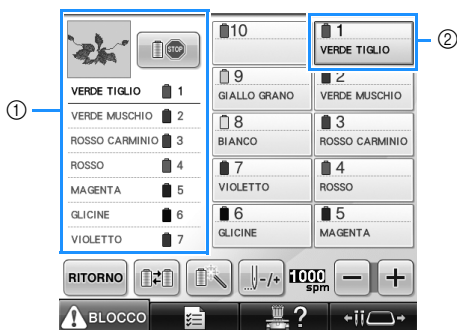 ①
②
STOP
VERDE TIGLIO 1
VERDE MUSCHIO 2
ROSSO CARMINIO 3
ROSSO 4
MAGENTA 5
GLICINE 6
VIOLETTO 7
10
1
VERDE TIGLIO
9
GIALLO GRANO
2
VERDE MUSCHIO
8
BIANCO
3
ROSSO CARMINIO
7
VIOLETTO
4
ROSSO
6
GLICINE
5
MAGENTA
RITORNO
-/+
1000
spm
−
+
BLOCCO
?